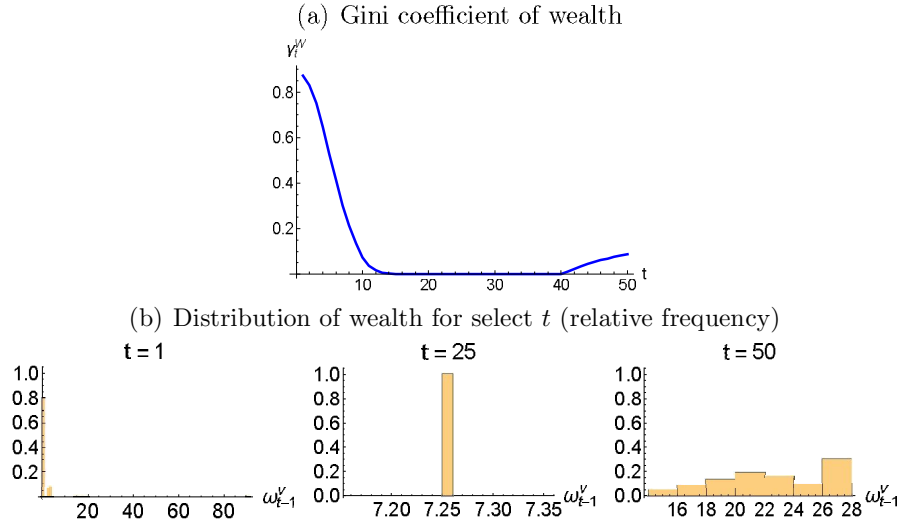 (a) Gini coefficient of wealth
γ_t^W
0.8
0.6
0.4
0.2
10 20 30 40 50 t
(b) Distribution of wealth for select t (relative frequency)
t = 1 t = 25 t = 50
1.0 1.0 1.0
0.8 0.8 0.8
0.6 0.6 0.6
0.4 0.4 0.4
0.2 0.2 0.2
0.0 0.0
20 40 60 80 ω_{t-1}^v 7.20 7.25 7.30 7.35 ω_{t-1}^v 16 18 20 22 24 26 28 ω_{t-1}^v